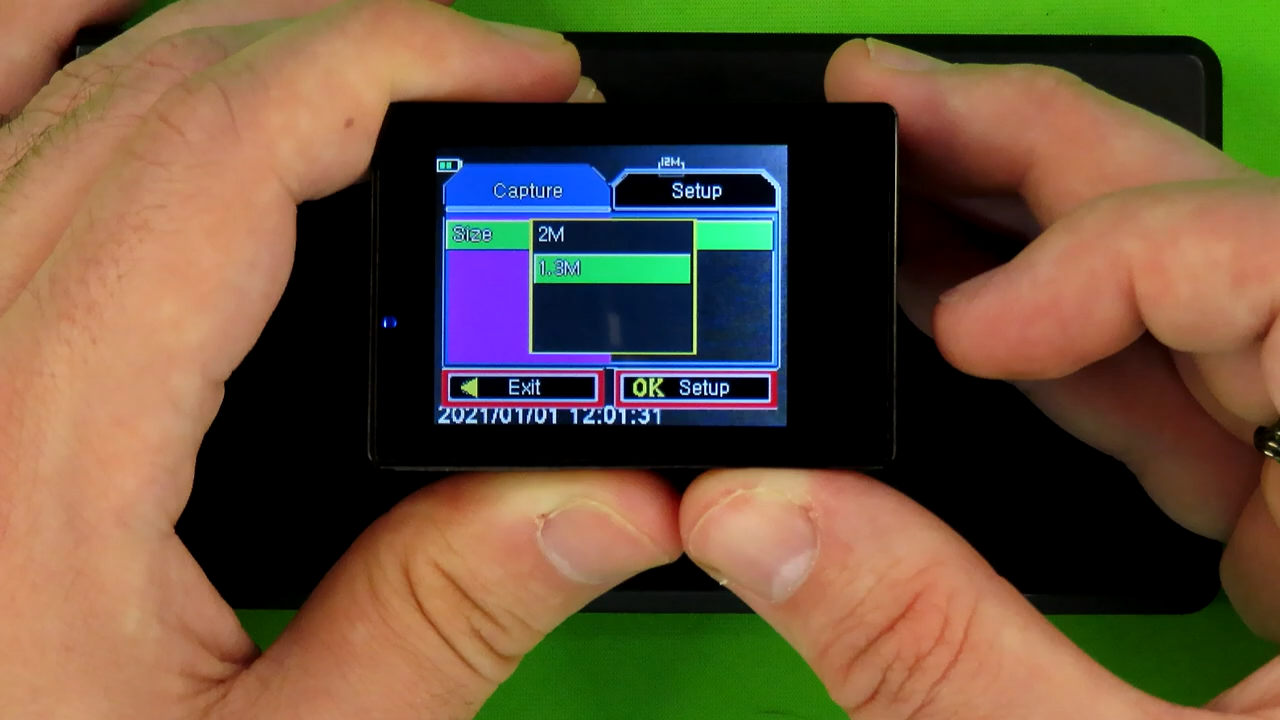 12M
Capture
Setup
Size
2M
1.3M
Exit
OK Setup
2021/01/01 12:01:31